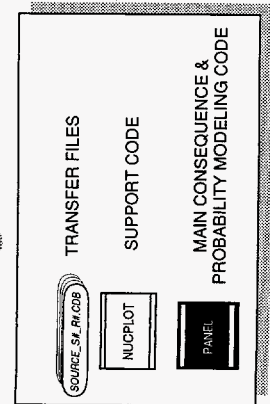 SOURCE_S#_R#.CDB
TRANSFER FILES
NUCPLOT
SUPPORT CODE
PANEL
MAIN CONSEQUENCE &
PROBABILITY MODELING CODE